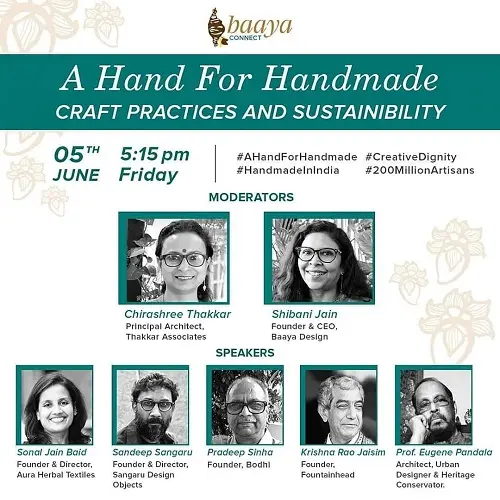 baaya
CONNECT
A Hand For Handmade
CRAFT PRACTICES AND SUSTAINIBILITY
05TH JUNE
5:15 pm Friday
#AHandForHandmade #CreativeDignity
#HandmadeInIndia #200MillionArtisans
MODERATORS
Chirashree Thakkar
Principal Architect,
Thakkar Associates
Shibani Jain
Founder & CEO,
Baaya Design
SPEAKERS
Sonal Jain Baid
Founder & Director,
Aura Herbal Textiles
Sandeep Sangaru
Founder & Director,
Sangaru Design
Objects
Pradeep Sinha
Founder, Bodhi
Krishna Rao Jaisim
Founder,
Fountainhead
Prof. Eugene Pandala
Architect, Urban
Designer & Heritage
Conservator.